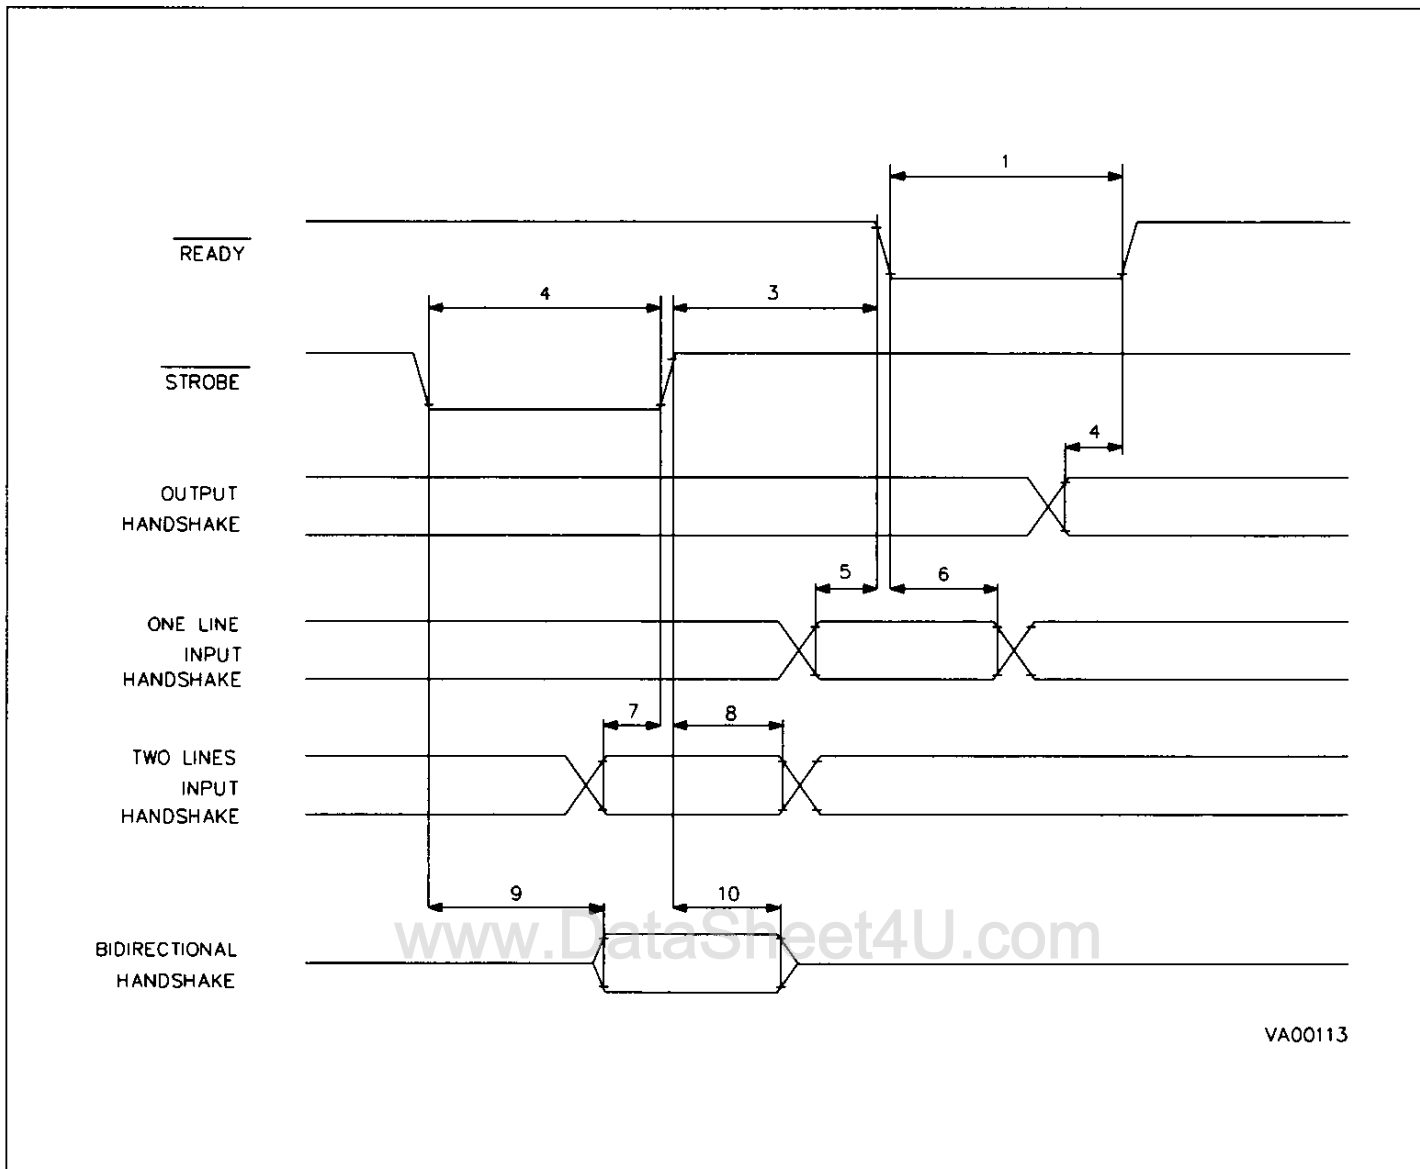 1
READY
4
3
STROBE
4
OUTPUT
HANDSHAKE
5
6
ONE LINE
INPUT
HANDSHAKE
7
8
TWO LINES
INPUT
HANDSHAKE
9
10
www.DataSheet4U.com
BIDIRECTIONAL
HANDSHAKE
VA00113